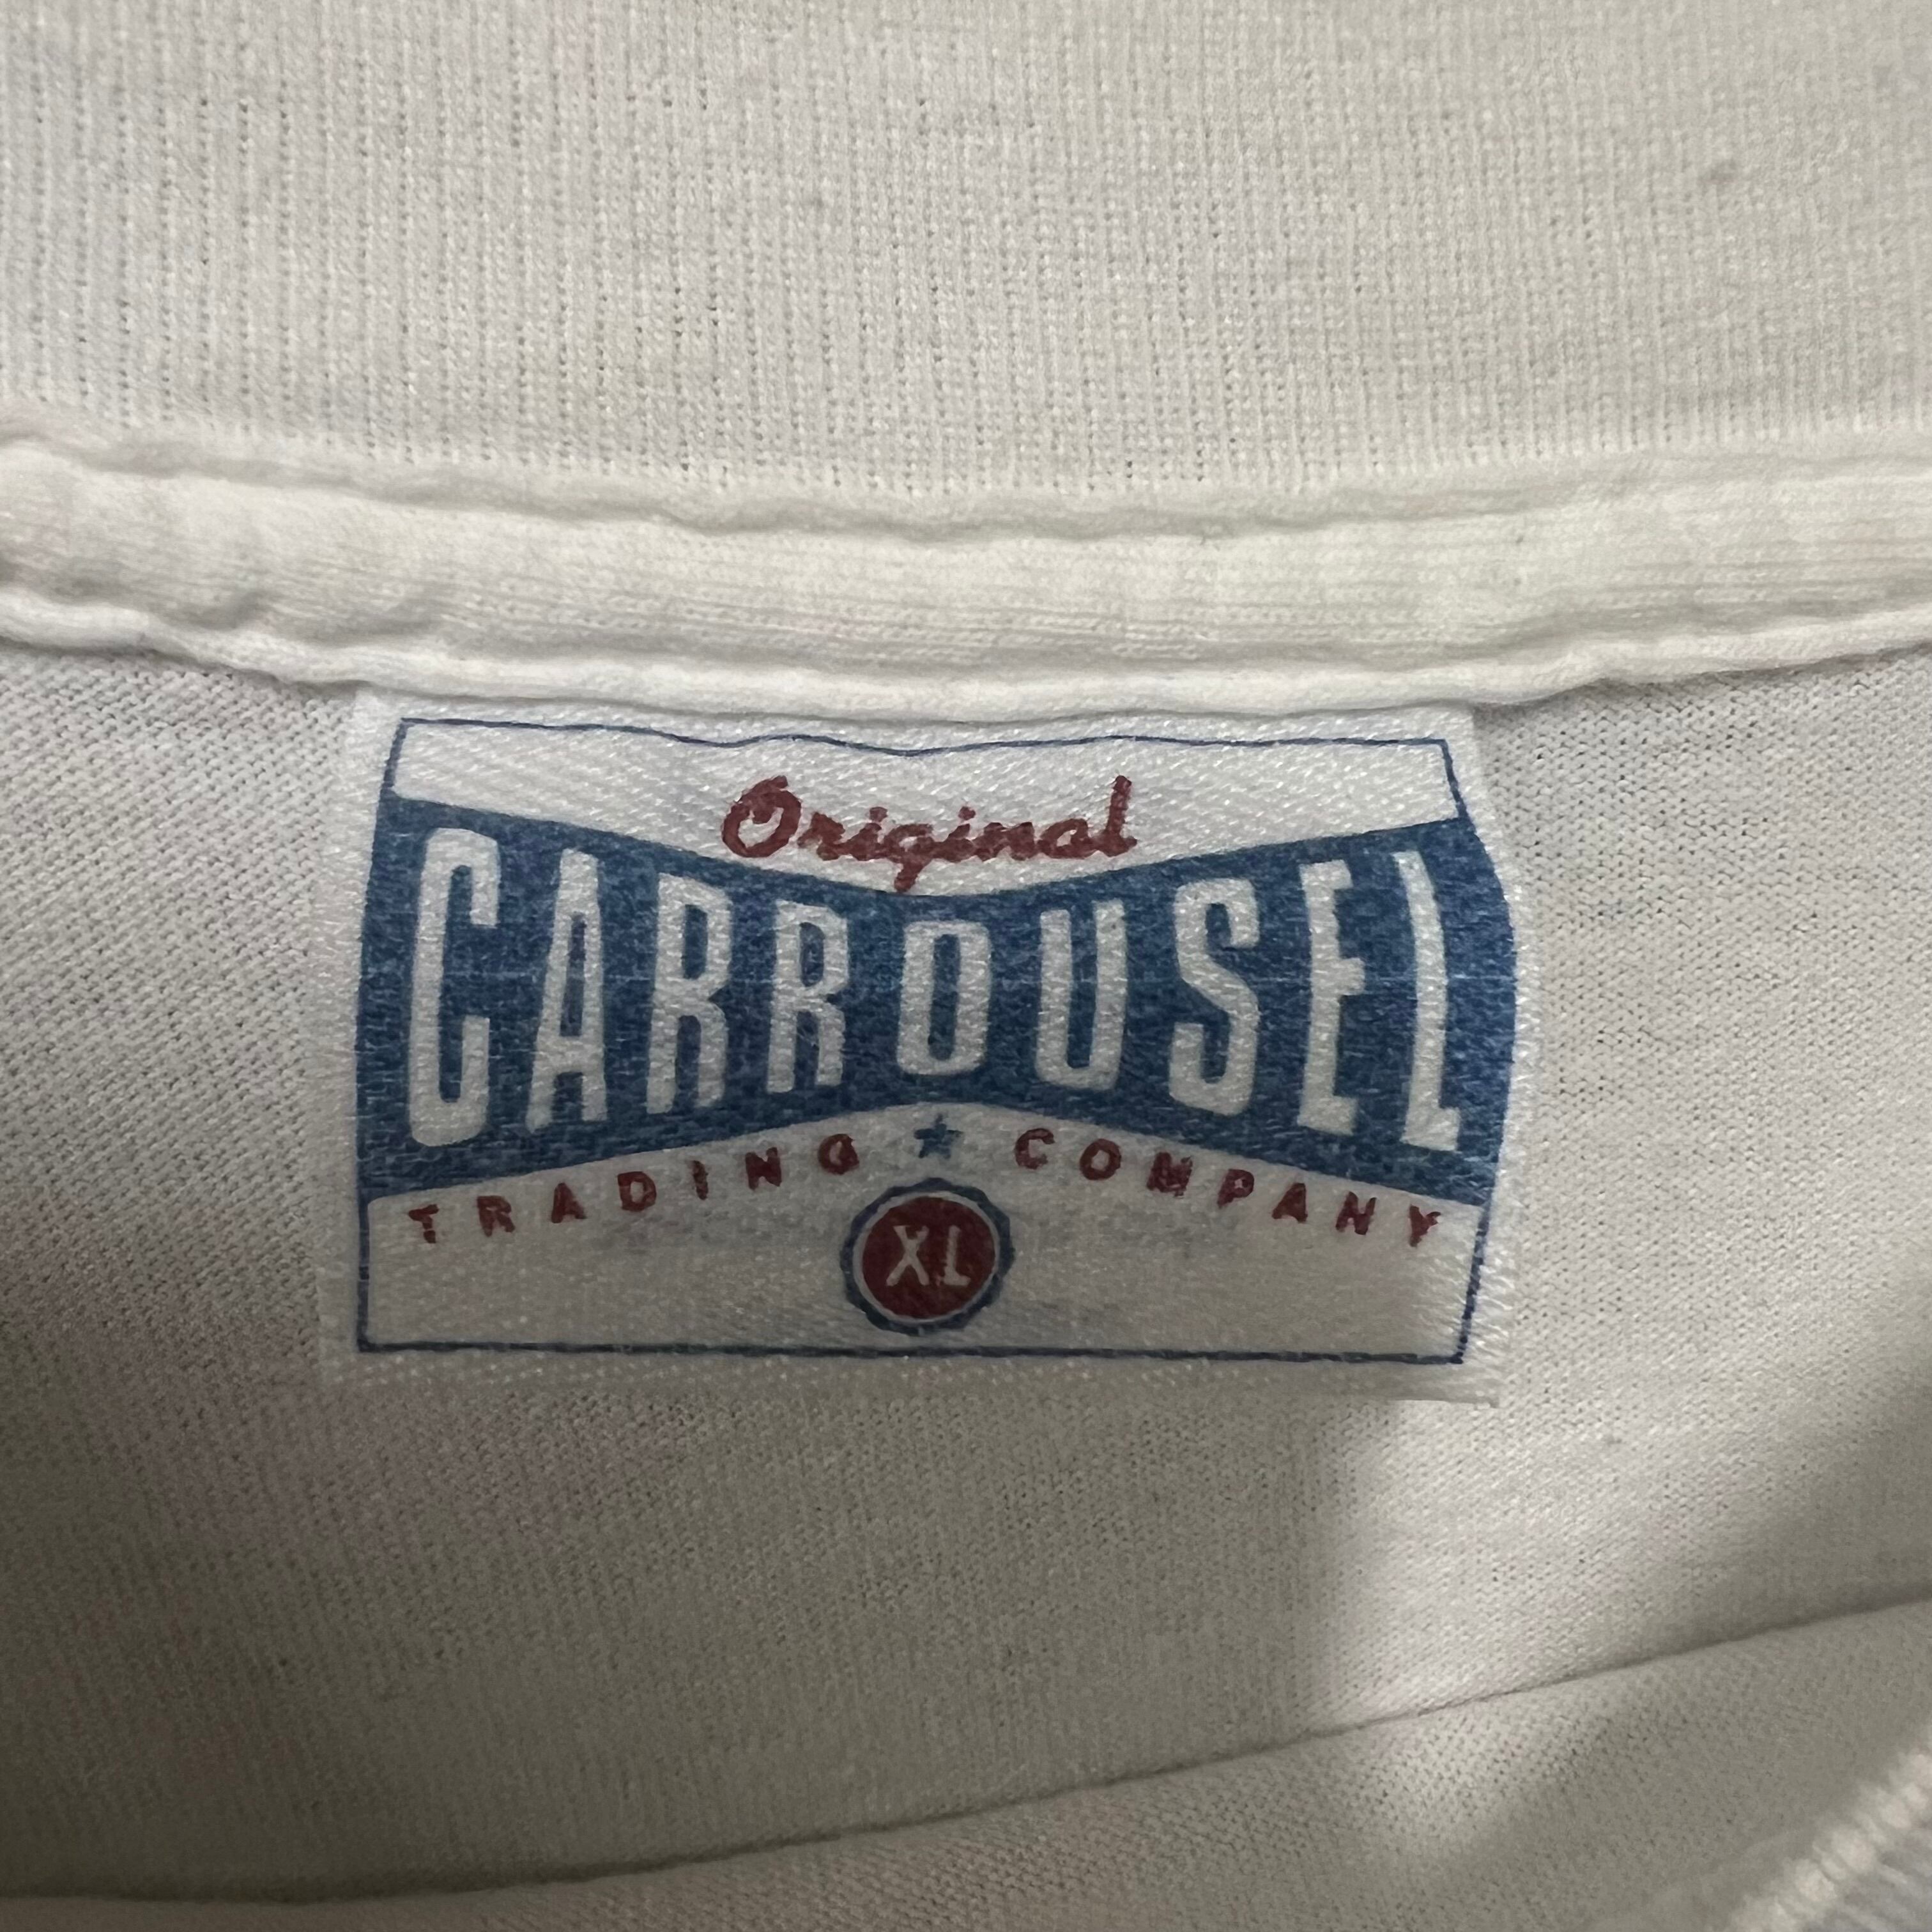 Original
CARROUSEL
TRADING ★ COMPANY
XL